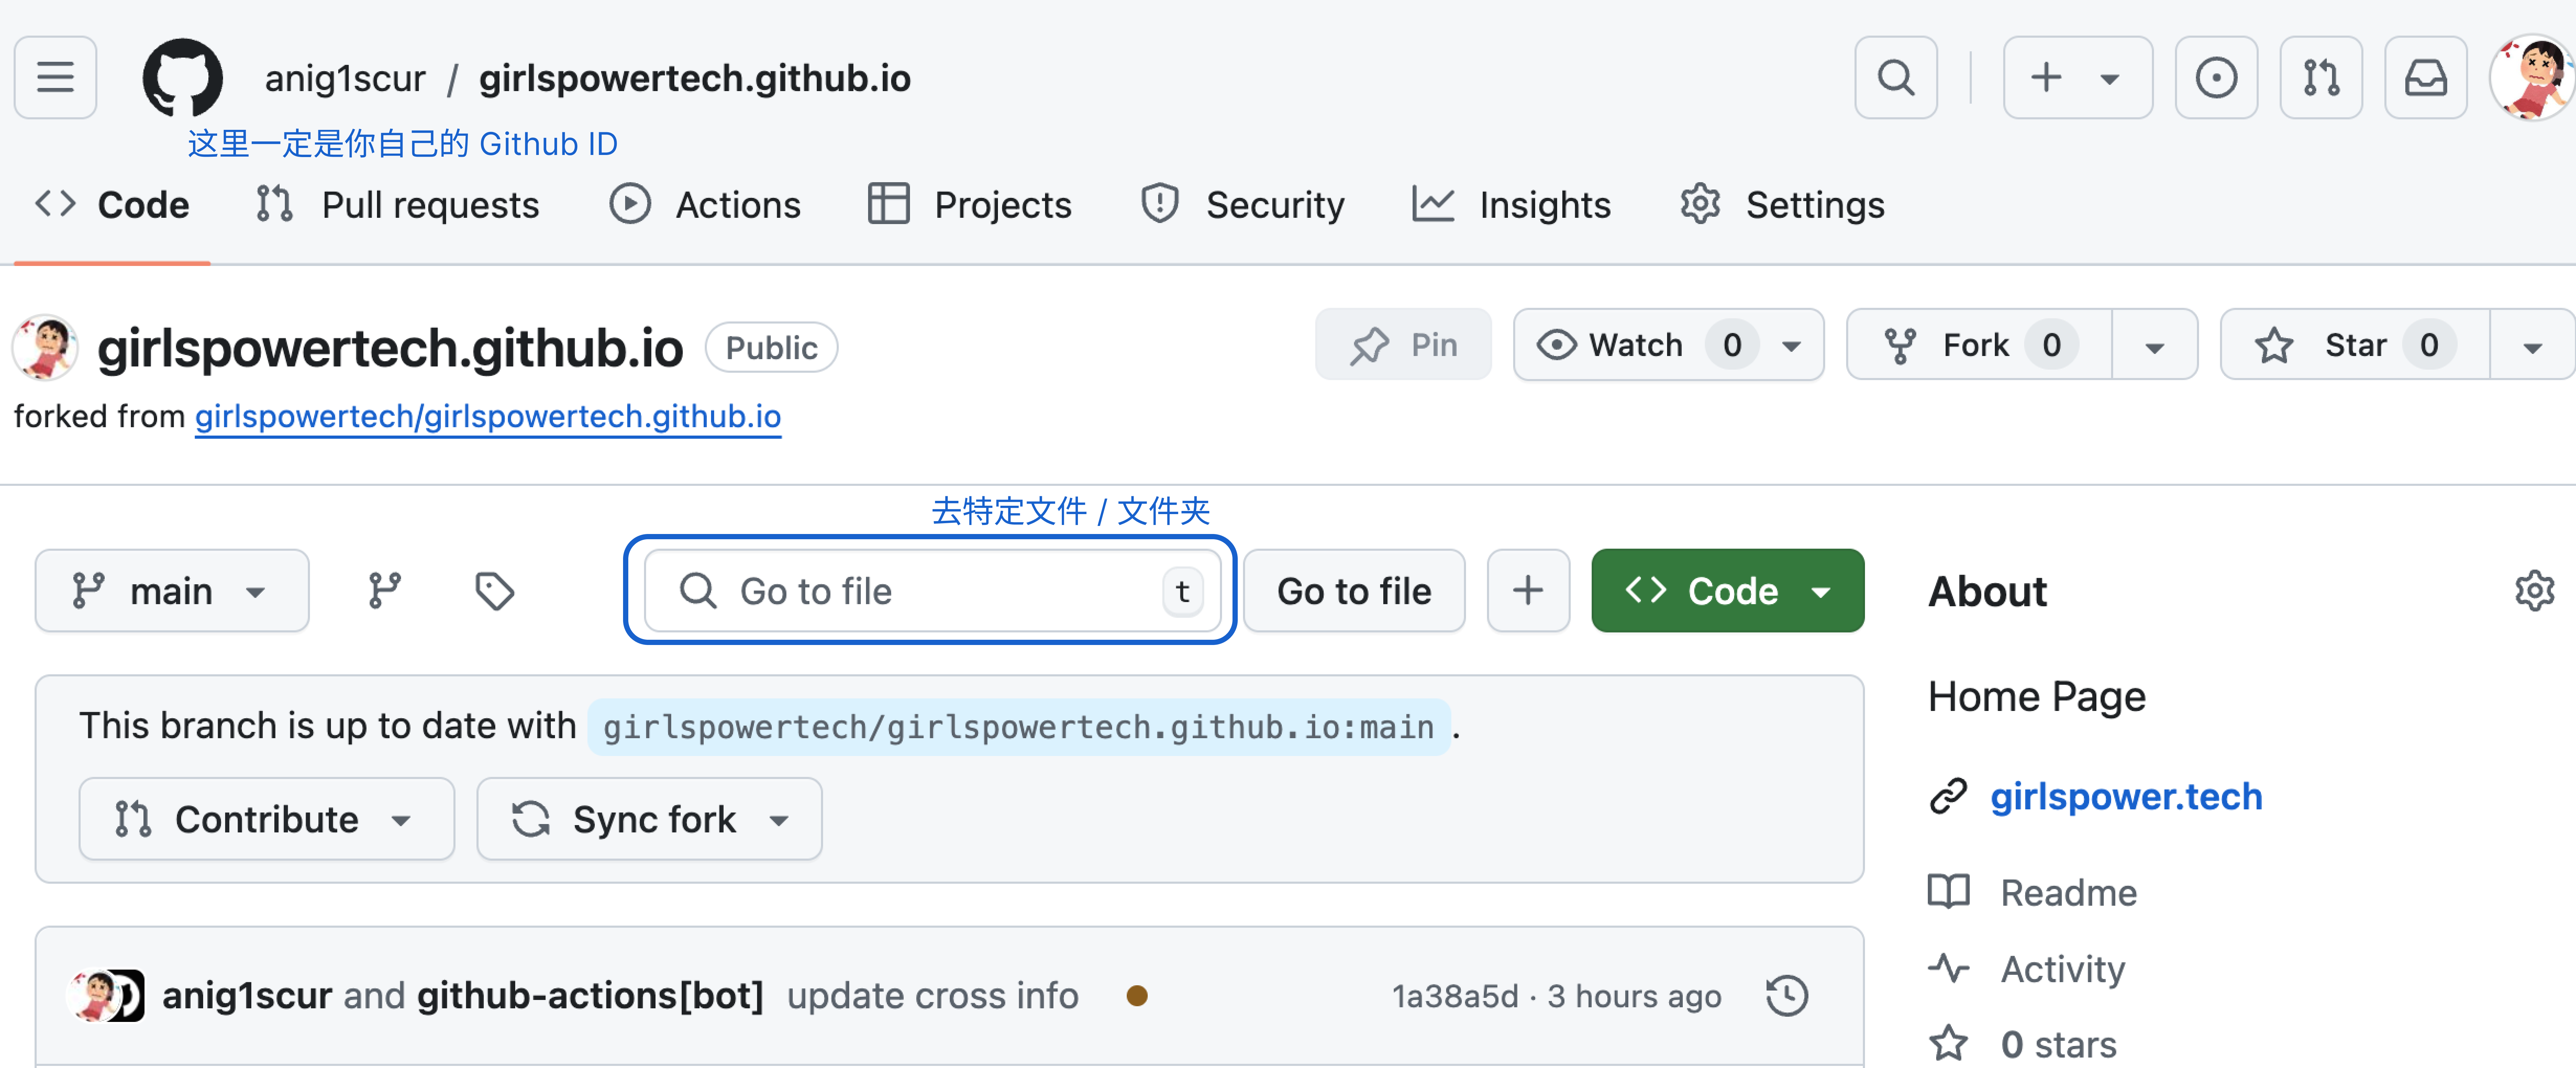 anig1scur / girlspowertech.github.io
这里一定是你自己的 Github ID
Code Pull requests Actions Projects Security Insights Settings
girlspowertech.github.io Public
Pin Watch 0 Fork 0 Star 0
forked from girlspowertech/girlspowertech.github.io
去特定文件 / 文件夹
main Go to file t Go to file Code
About
This branch is up to date with girlspowertech/girlspowertech.github.io:main.
Contribute Sync fork
Home Page
girlspower.tech
Readme
Activity
0 stars
anig1scur and github-actions[bot] update cross info 1a38a5d · 3 hours ago